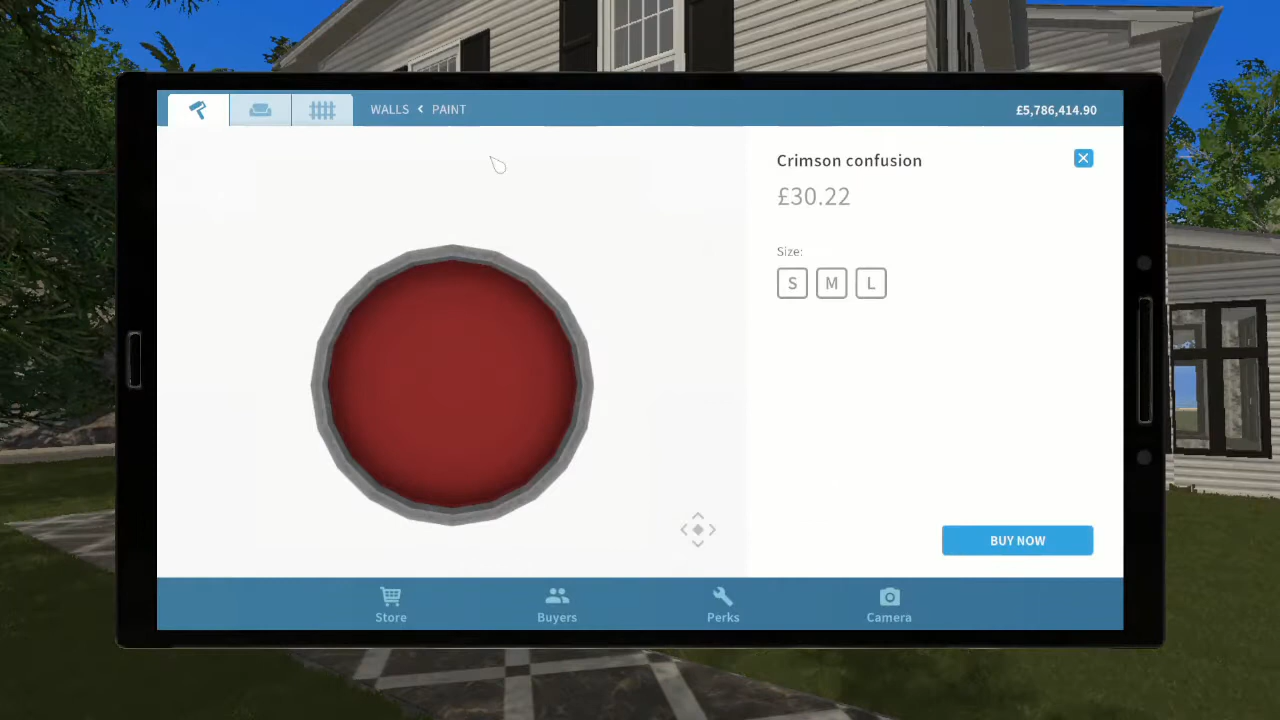 WALLS < PAINT
£5,786,414.90
Crimson confusion
£30.22
Size:
S M L
BUY NOW
Store Buyers Perks Camera